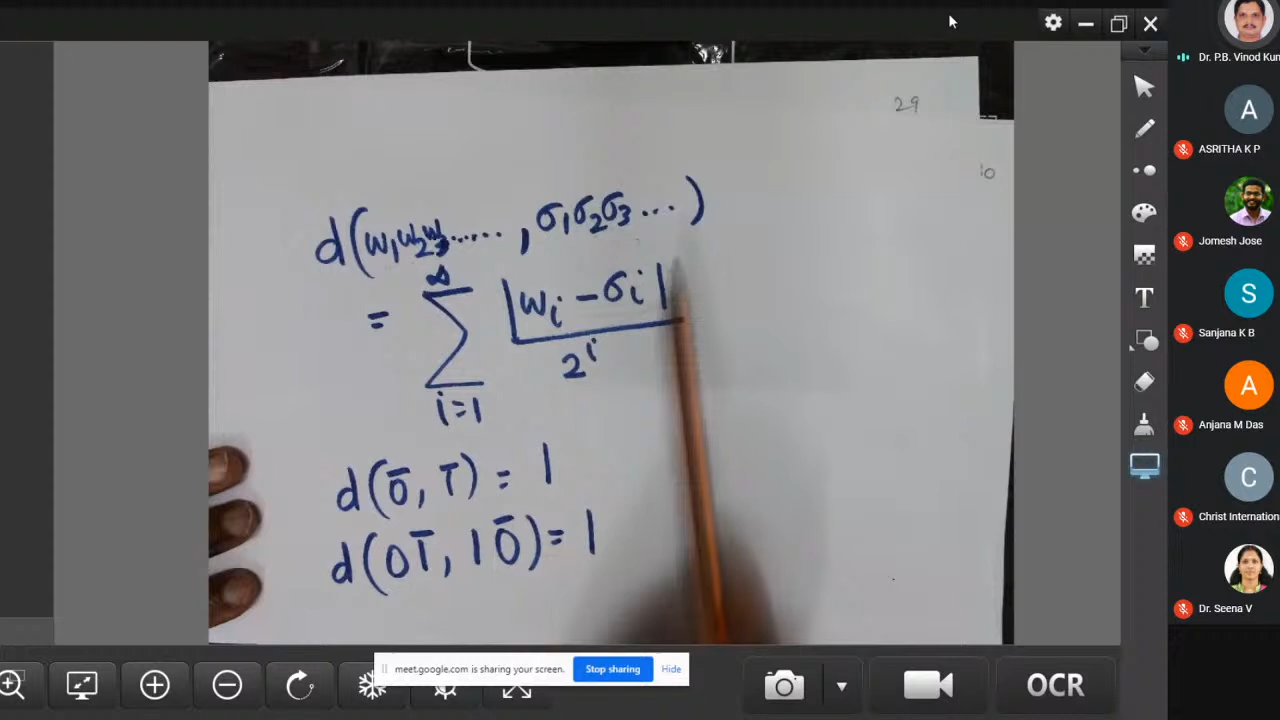 Dr. P.B. Vinod Kun
29
A
ASRITHA K P
10
d(w₁w₂w₃......, σ₁σ₂σ₃...)
= ∑_{i=1}^{∞} |wᵢ - σᵢ| / 2ⁱ
Jomesh Jose
T
S
Sanjana K B
A
Anjana M Das
d(0̅, 1̅) = 1
C
Christ Internation
d(01̅, 10̅) = 1
Dr. Seena V
meet.google.com is sharing your screen. Stop sharing Hide
OCR